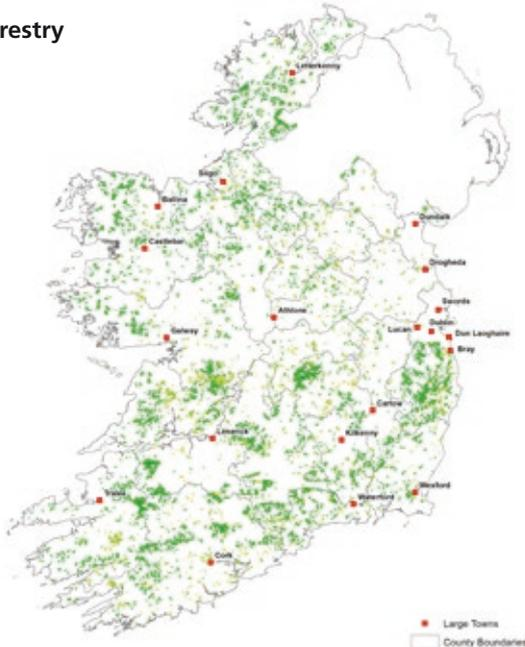 restry
Letterkenny
Sligo
Ballina
Dundalk
Castlebar
Drogheda
Swords
Athlone
Lucan
Dublin
Dun Laoghaire
Galway
Bray
Carlow
Limerick
Kilkenny
Wexford
Tralee
Waterford
Cork
Large Towns
County Boundaries